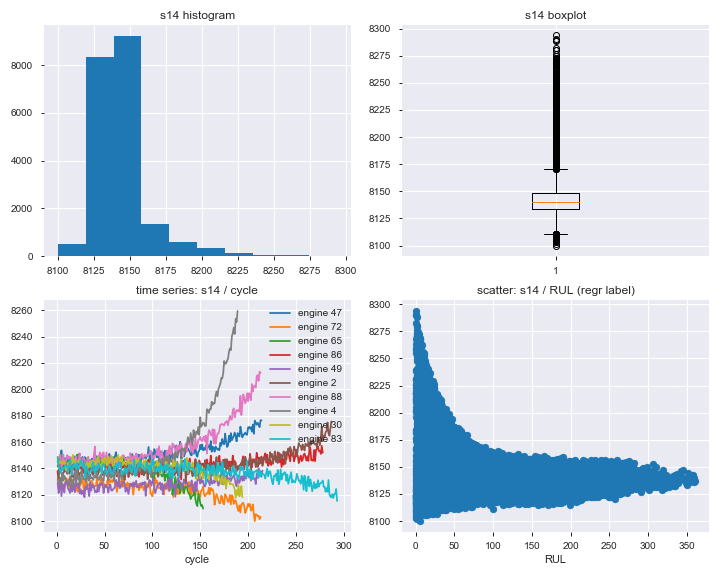 s14 histogram
8000
6000
4000
2000
0
8100 8125 8150 8175 8200 8225 8250 8275 8300
s14 boxplot
8300
8275
8250
8225
8200
8175
8150
8125
8100
1
time series: s14 / cycle
8260
8240
8220
8200
8180
8160
8140
8120
8100
0 50 100 150 200 250 300
cycle
engine 47
engine 72
engine 65
engine 86
engine 49
engine 2
engine 88
engine 4
engine 30
engine 83
scatter: s14 / RUL (regr label)
8300
8275
8250
8225
8200
8175
8150
8125
8100
0 50 100 150 200 250 300 350
RUL